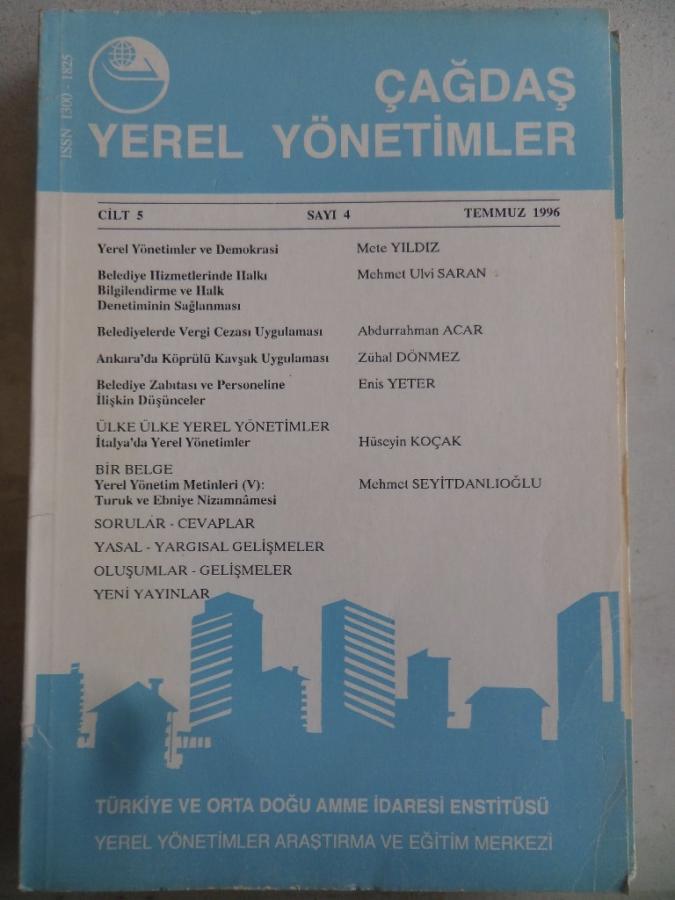 ISSN 1300 - 1825
ÇAĞDAŞ
YEREL YÖNETİMLER
CİLT 5 SAYI 4 TEMMUZ 1996
Yerel Yönetimler ve Demokrasi Mete YILDIZ
Belediye Hizmetlerinde Halkı Mehmet Ulvi SARAN
Bilgilendirme ve Halk
Denetiminin Sağlanması
Belediyelerde Vergi Cezası Uygulaması Abdurrahman ACAR
Ankara'da Köprülü Kavşak Uygulaması Zühal DÖNMEZ
Belediye Zabıtası ve Personeline Enis YETER
İlişkin Düşünceler
ÜLKE ÜLKE YEREL YÖNETİMLER
İtalya'da Yerel Yönetimler Hüseyin KOÇAK
BİR BELGE
Yerel Yönetim Metinleri (V): Mehmet SEYİTDANLIOĞLU
Turuk ve Ebniye Nizamnâmesi
SORULAR - CEVAPLAR
YASAL - YARGISAL GELİŞMELER
OLUŞUMLAR - GELİŞMELER
YENİ YAYINLAR
TÜRKİYE VE ORTA DOĞU AMME İDARESİ ENSTİTÜSÜ
YEREL YÖNETİMLER ARAŞTIRMA VE EĞİTİM MERKEZİ